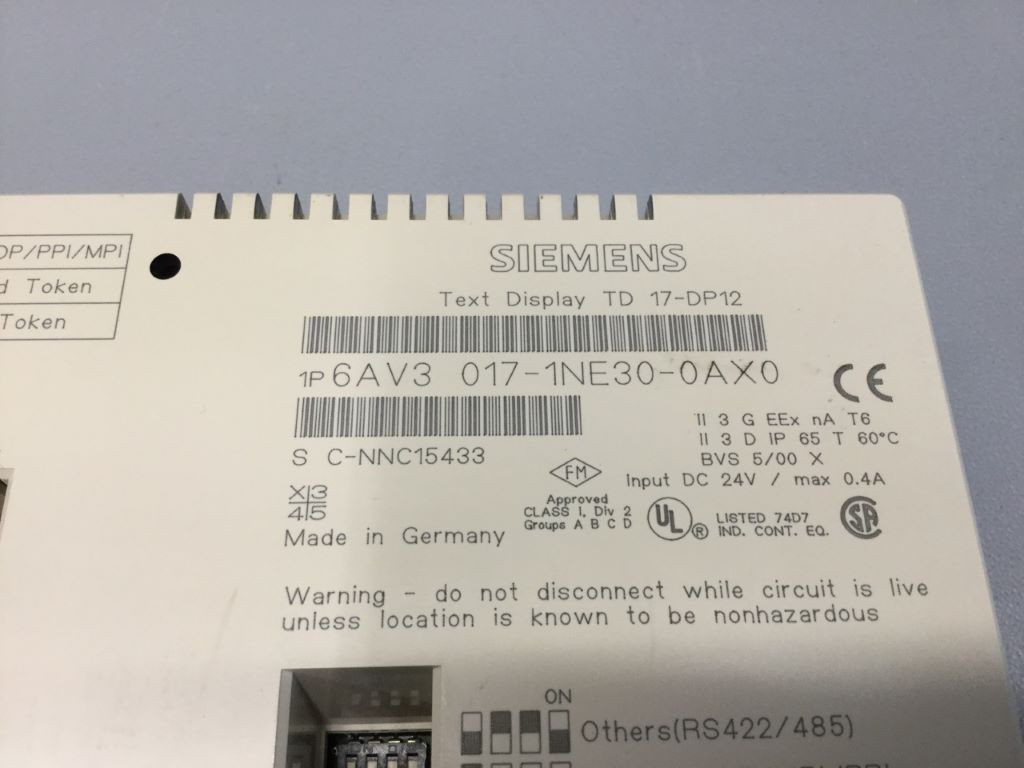 DP/PPI/MPI
d Token
Token
SIEMENS
Text Display TD 17-DP12
1P 6AV3 017-1NE30-0AX0
CE
II 3 G EEx nA T6
II 3 D IP 65 T 60°C
BVS 5/00 X
S C-NNC15433
Input DC 24V / max 0.4A
X 3
4 5
FM
Approved
CLASS I, Div 2
Groups A B C D
UL ®
LISTED 74D7
IND. CONT. EQ.
SA
Made in Germany
Warning - do not disconnect while circuit is live
unless location is known to be nonhazardous
ON
Others(RS422/485)